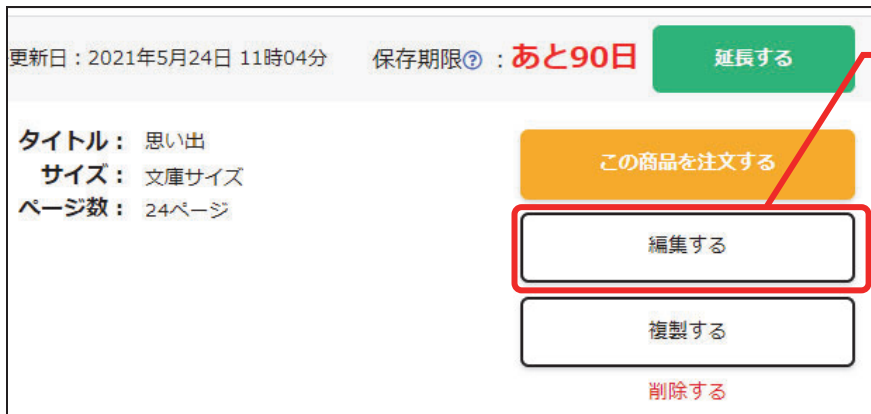 更新日：2021年5月24日 11時04分 保存期限?：あと90日 延長する
タイトル： 思い出
サイズ： 文庫サイズ
ページ数： 24ページ
この商品を注文する
編集する
複製する
削除する